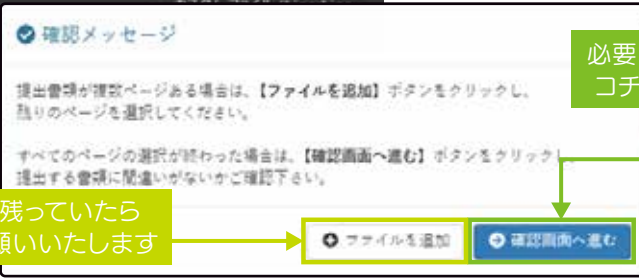 確認メッセージ
必要
コチ
提出書類が複数ページある場合は、【ファイルを追加】ボタンをクリックし、
残りのページを選択してください。
すべてのページの選択が終わった場合は、【確認画面へ進む】ボタンをクリックし、
提出する書類に間違いがないかご確認下さい。
残っていたら
願いいたします
ファイルを追加
確認画面へ進む